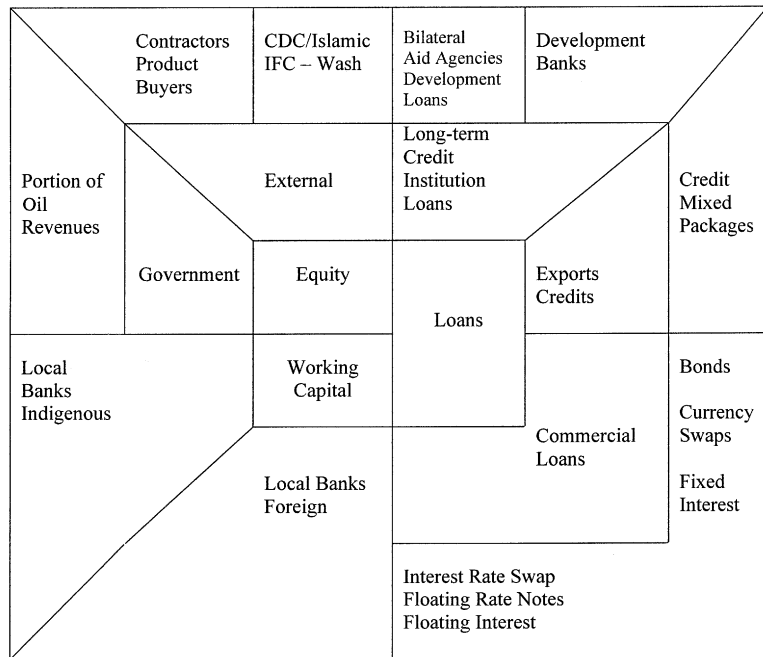 Contractors
Product
Buyers
CDC/Islamic
IFC – Wash
Bilateral
Aid Agencies
Development
Loans
Development
Banks
Portion of
Oil
Revenues
External
Long-term
Credit
Institution
Loans
Credit
Mixed
Packages
Government
Equity
Loans
Exports
Credits
Local
Banks
Indigenous
Working
Capital
Commercial
Loans
Bonds
Currency
Swaps
Fixed
Interest
Local Banks
Foreign
Interest Rate Swap
Floating Rate Notes
Floating Interest